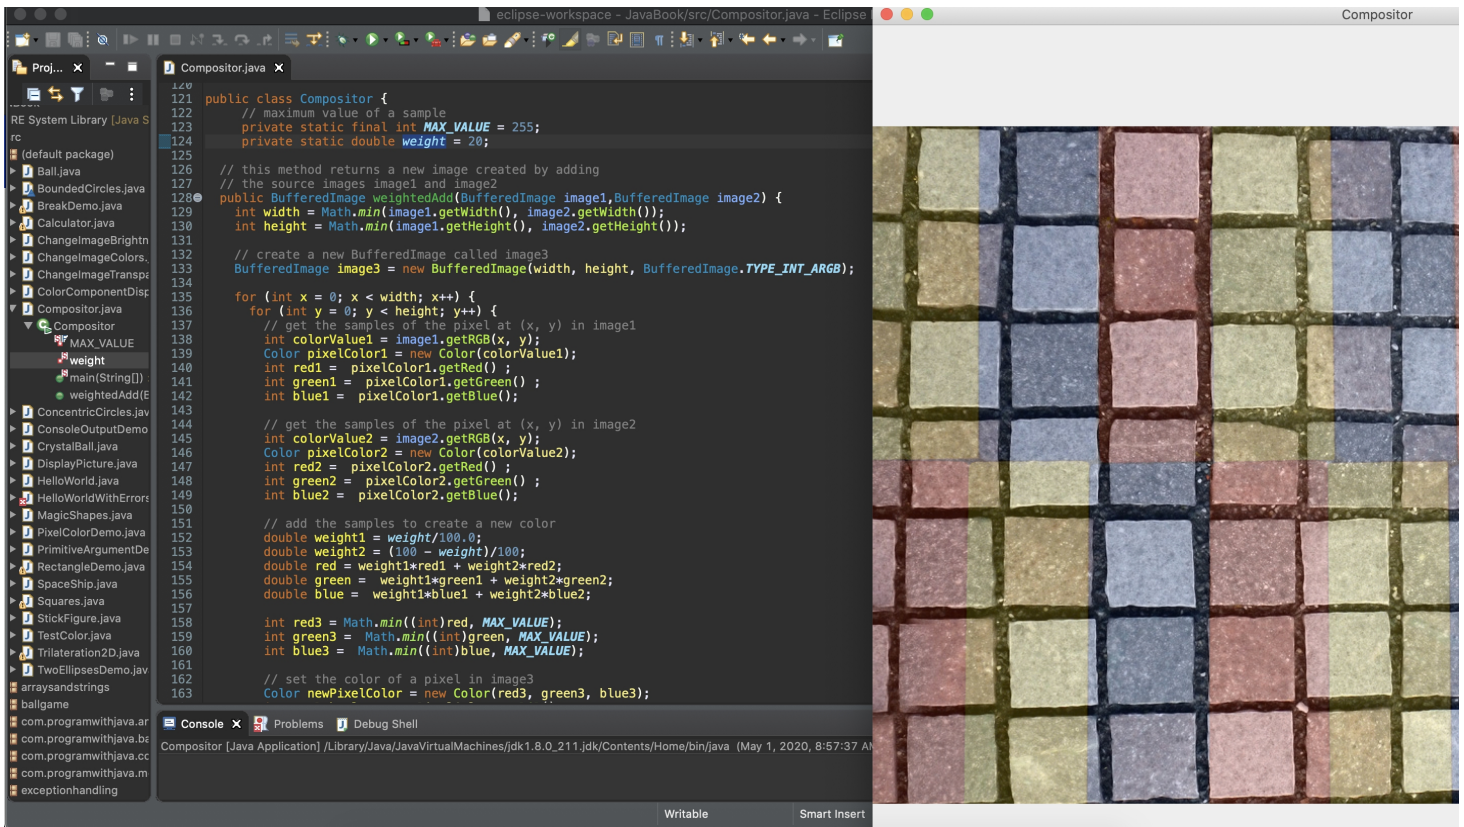 eclipse-workspace - JavaBook/src/Compositor.java - Eclipse
Compositor
Proj...
Compositor.java
RE System Library [Java S
rc
(default package)
Ball.java
BoundedCircles.java
BreakDemo.java
Calculator.java
ChangeImageBrightn
ChangeImageColors.
ChangeImageTranspa
ColorComponentDisp
Compositor.java
Compositor
MAX_VALUE
weight
main(String[])
weightedAdd(B
ConcentricCircles.jav
ConsoleOutputDemo
CrystalBall.java
DisplayPicture.java
HelloWorld.java
HelloWorldWithErrors
MagicShapes.java
PixelColorDemo.java
PrimitiveArgumentDe
RectangleDemo.java
SpaceShip.java
Squares.java
StickFigure.java
TestColor.java
Trilateration2D.java
TwoEllipsesDemo.jav
arraysandstrings
ballgame
com.programwithjava.ar
com.programwithjava.ba
com.programwithjava.cc
com.programwithjava.m
exceptionhandling
120
121 public class Compositor {
122 // maximum value of a sample
123 private static final int MAX_VALUE = 255;
124 private static double weight = 20;
125
126 // this method returns a new image created by adding
127 // the source images image1 and image2
128 public BufferedImage weightedAdd(BufferedImage image1,BufferedImage image2) {
129 int width = Math.min(image1.getWidth(), image2.getWidth());
130 int height = Math.min(image1.getHeight(), image2.getHeight());
131
132 // create a new BufferedImage called image3
133 BufferedImage image3 = new BufferedImage(width, height, BufferedImage.TYPE_INT_ARGB);
134
135 for (int x = 0; x < width; x++) {
136 for (int y = 0; y < height; y++) {
137 // get the samples of the pixel at (x, y) in image1
138 int colorValue1 = image1.getRGB(x, y);
139 Color pixelColor1 = new Color(colorValue1);
140 int red1 = pixelColor1.getRed() ;
141 int green1 = pixelColor1.getGreen() ;
142 int blue1 = pixelColor1.getBlue();
143
144 // get the samples of the pixel at (x, y) in image2
145 int colorValue2 = image2.getRGB(x, y);
146 Color pixelColor2 = new Color(colorValue2);
147 int red2 = pixelColor2.getRed() ;
148 int green2 = pixelColor2.getGreen() ;
149 int blue2 = pixelColor2.getBlue();
150
151 // add the samples to create a new color
152 double weight1 = weight/100.0;
153 double weight2 = (100 - weight)/100;
154 double red = weight1*red1 + weight2*red2;
155 double green = weight1*green1 + weight2*green2;
156 double blue = weight1*blue1 + weight2*blue2;
157
158 int red3 = Math.min((int)red, MAX_VALUE);
159 int green3 = Math.min((int)green, MAX_VALUE);
160 int blue3 = Math.min((int)blue, MAX_VALUE);
161
162 // set the color of a pixel in image3
163 Color newPixelColor = new Color(red3, green3, blue3);
Console Problems Debug Shell
Compositor [Java Application] /Library/Java/JavaVirtualMachines/jdk1.8.0_211.jdk/Contents/Home/bin/java (May 1, 2020, 8:57:37 AM
Writable Smart Insert